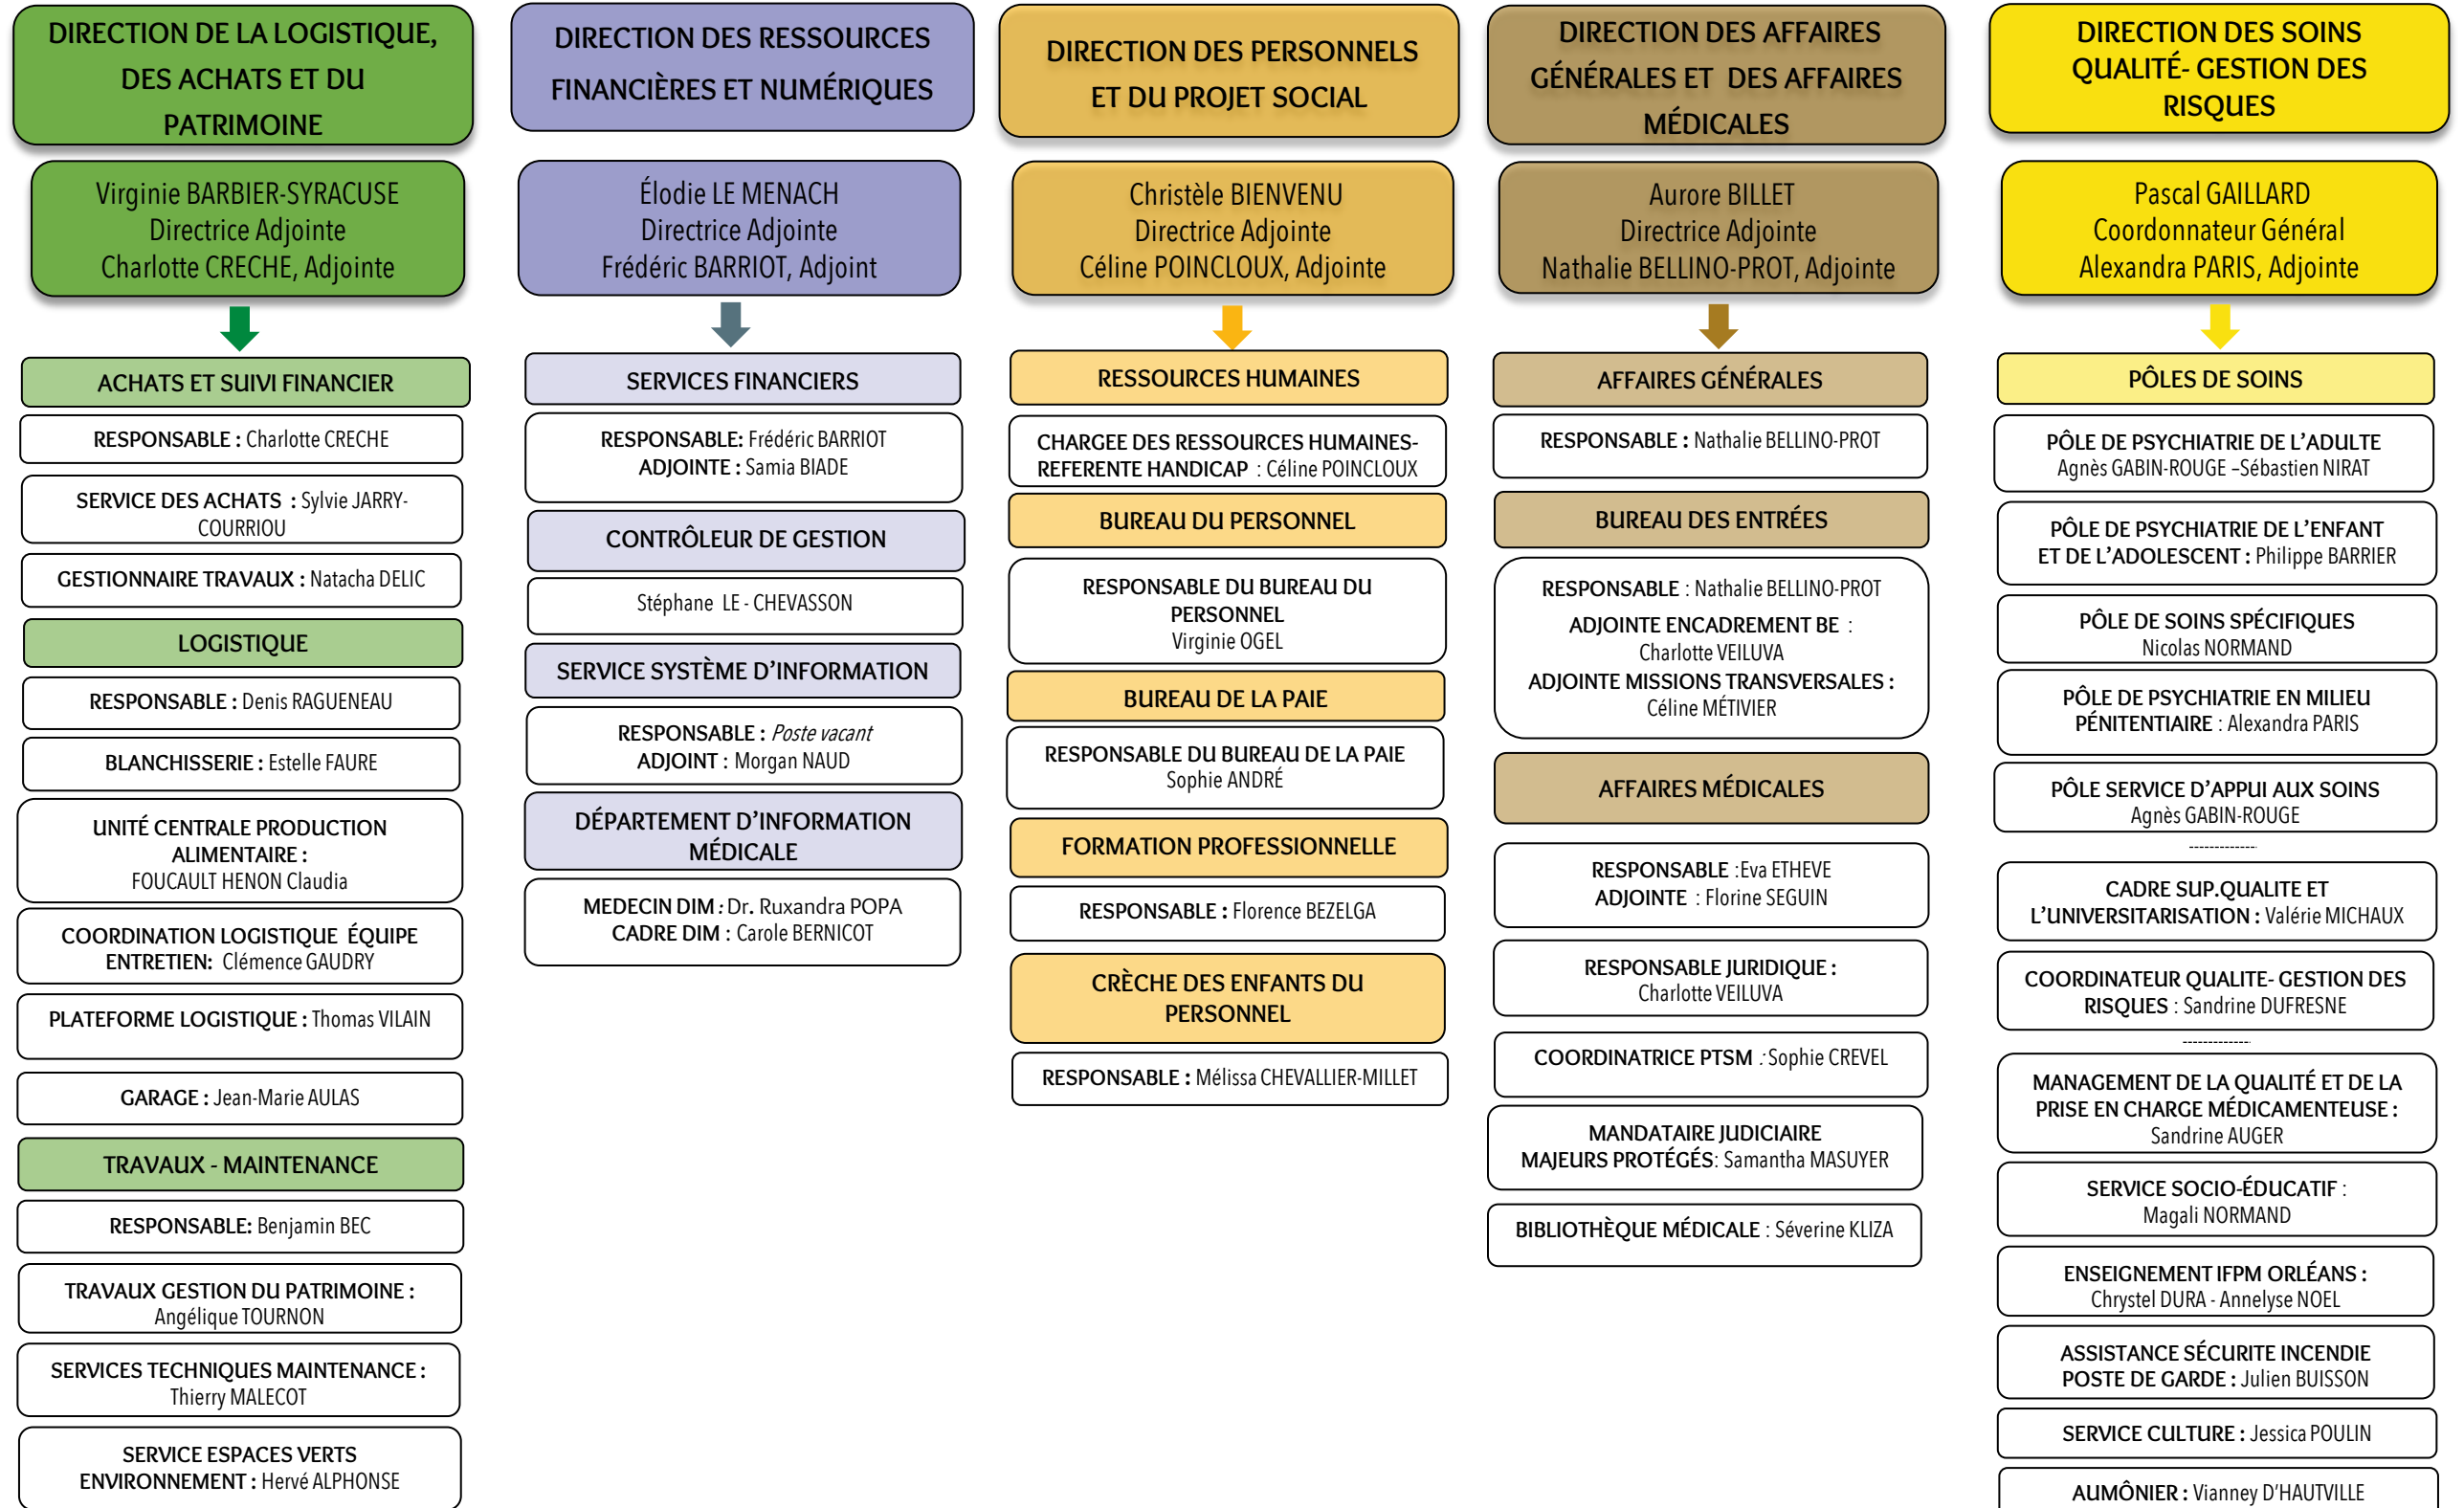 DIRECTION DE LA LOGISTIQUE,
DES ACHATS ET DU
PATRIMOINE
Virginie BARBIER-SYRACUSE
Directrice Adjointe
Charlotte CRECHE, Adjointe
ACHATS ET SUIVI FINANCIER
RESPONSABLE : Charlotte CRECHE
SERVICE DES ACHATS : Sylvie JARRY-
COURRIOU
GESTIONNAIRE TRAVAUX : Natacha DELIC
LOGISTIQUE
RESPONSABLE : Denis RAGUENEAU
BLANCHISSERIE : Estelle FAURE
UNITÉ CENTRALE PRODUCTION
ALIMENTAIRE :
FOUCAULT HENON Claudia
COORDINATION LOGISTIQUE ÉQUIPE
ENTRETIEN: Clémence GAUDRY
PLATEFORME LOGISTIQUE : Thomas VILAIN
GARAGE : Jean-Marie AULAS
TRAVAUX - MAINTENANCE
RESPONSABLE: Benjamin BEC
TRAVAUX GESTION DU PATRIMOINE :
Angélique TOURNON
SERVICES TECHNIQUES MAINTENANCE :
Thierry MALECOT
SERVICE ESPACES VERTS
ENVIRONNEMENT : Hervé ALPHONSE
DIRECTION DES RESSOURCES
FINANCIÈRES ET NUMÉRIQUES
Élodie LE MENACH
Directrice Adjointe
Frédéric BARRIOT, Adjoint
SERVICES FINANCIERS
RESPONSABLE: Frédéric BARRIOT
ADJOINTE : Samia BIADE
CONTRÔLEUR DE GESTION
Stéphane LE - CHEVASSON
SERVICE SYSTÈME D'INFORMATION
RESPONSABLE : Poste vacant
ADJOINT : Morgan NAUD
DÉPARTEMENT D'INFORMATION
MÉDICALE
MEDECIN DIM : Dr. Ruxandra POPA
CADRE DIM : Carole BERNICOT
DIRECTION DES PERSONNELS
ET DU PROJET SOCIAL
Christèle BIENVENU
Directrice Adjointe
Céline POINCLOUX, Adjointe
RESSOURCES HUMAINES
CHARGEE DES RESSOURCES HUMAINES-
REFERENTE HANDICAP : Céline POINCLOUX
BUREAU DU PERSONNEL
RESPONSABLE DU BUREAU DU
PERSONNEL
Virginie OGEL
BUREAU DE LA PAIE
RESPONSABLE DU BUREAU DE LA PAIE
Sophie ANDRÉ
FORMATION PROFESSIONNELLE
RESPONSABLE : Florence BEZELGA
CRÈCHE DES ENFANTS DU
PERSONNEL
RESPONSABLE : Mélissa CHEVALLIER-MILLET
DIRECTION DES AFFAIRES
GÉNÉRALES ET DES AFFAIRES
MÉDICALES
Aurore BILLET
Directrice Adjointe
Nathalie BELLINO-PROT, Adjointe
AFFAIRES GÉNÉRALES
RESPONSABLE : Nathalie BELLINO-PROT
BUREAU DES ENTRÉES
RESPONSABLE : Nathalie BELLINO-PROT
ADJOINTE ENCADREMENT BE :
Charlotte VEILUVA
ADJOINTE MISSIONS TRANSVERSALES :
Céline MÉTIVIER
AFFAIRES MÉDICALES
RESPONSABLE :Eva ETHEVE
ADJOINTE : Florine SEGUIN
RESPONSABLE JURIDIQUE :
Charlotte VEILUVA
COORDINATRICE PTSM : Sophie CREVEL
MANDATAIRE JUDICIAIRE
MAJEURS PROTÉGÉS: Samantha MASUYER
BIBLIOTHÈQUE MÉDICALE : Séverine KLIZA
DIRECTION DES SOINS
QUALITÉ- GESTION DES
RISQUES
Pascal GAILLARD
Coordonnateur Général
Alexandra PARIS, Adjointe
PÔLES DE SOINS
PÔLE DE PSYCHIATRIE DE L'ADULTE
Agnès GABIN-ROUGE –Sébastien NIRAT
PÔLE DE PSYCHIATRIE DE L'ENFANT
ET DE L'ADOLESCENT : Philippe BARRIER
PÔLE DE SOINS SPÉCIFIQUES
Nicolas NORMAND
PÔLE DE PSYCHIATRIE EN MILIEU
PÉNITENTIAIRE : Alexandra PARIS
PÔLE SERVICE D'APPUI AUX SOINS
Agnès GABIN-ROUGE
-------------
CADRE SUP.QUALITE ET
L'UNIVERSITARISATION : Valérie MICHAUX
COORDINATEUR QUALITE- GESTION DES
RISQUES : Sandrine DUFRESNE
-------------
MANAGEMENT DE LA QUALITÉ ET DE LA
PRISE EN CHARGE MÉDICAMENTEUSE :
Sandrine AUGER
SERVICE SOCIO-ÉDUCATIF :
Magali NORMAND
ENSEIGNEMENT IFPM ORLÉANS :
Chrystel DURA - Annelyse NOEL
ASSISTANCE SÉCURITE INCENDIE
POSTE DE GARDE : Julien BUISSON
SERVICE CULTURE : Jessica POULIN
AUMÔNIER : Vianney D'HAUTVILLE